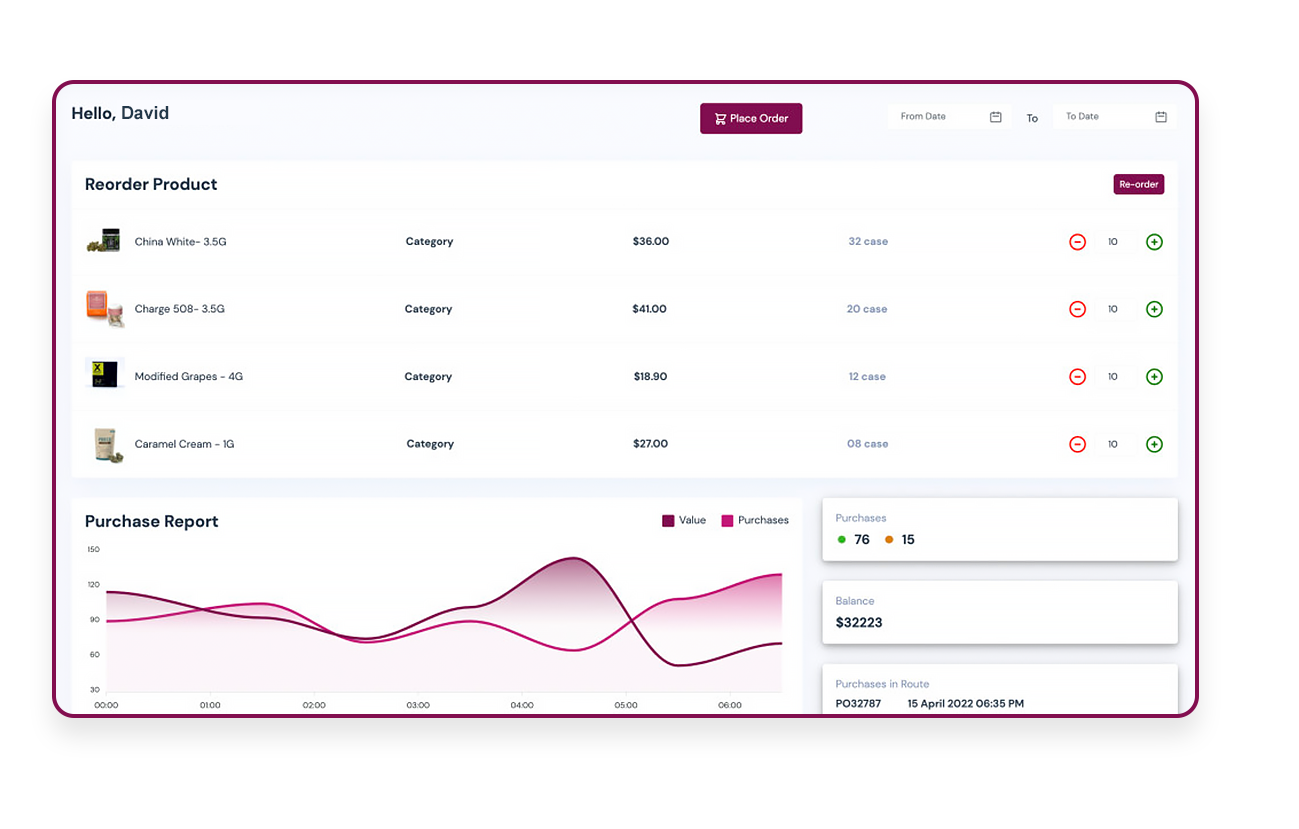 Hello, David
Place Order
From Date
To
To Date
Reorder Product
Re-order
China White- 3.5G Category $36.00 32 case 10
Charge 508- 3.5G Category $41.00 20 case 10
Modified Grapes - 4G Category $18.90 12 case 10
Caramel Cream - 1G Category $27.00 08 case 10
Purchase Report
Value
Purchases
150
120
90
60
30
00:00 01:00 02:00 03:00 04:00 05:00 06:00
Purchases
76 15
Balance
$32223
Purchases in Route
PO32787 15 April 2022 06:35 PM